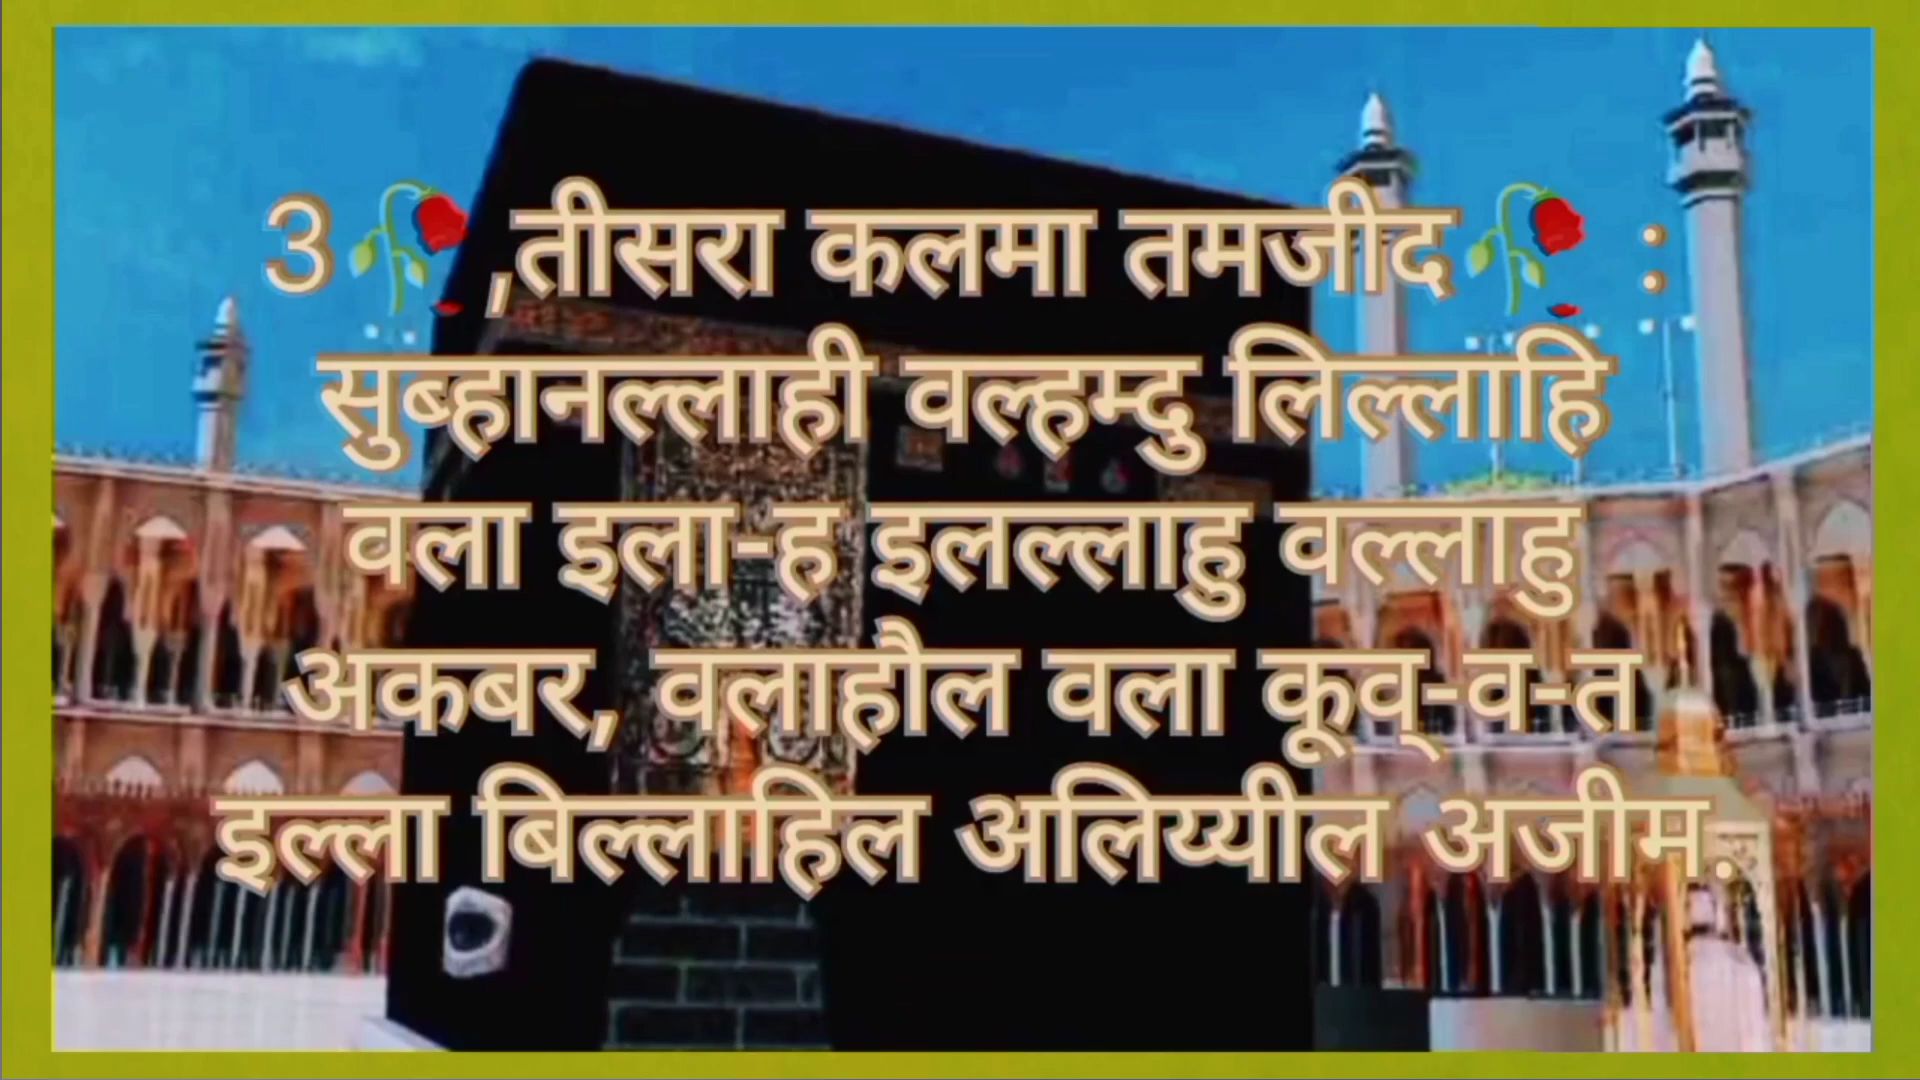 3🥀,तीसरा कलमा तमजीद🥀 :
सुब्हानल्लाही वल्हम्दु लिल्लाहि
वला इला-ह इलल्लाहु वल्लाहु
अकबर, वलाहौल वला कूव्-व-त
इल्ला बिल्लाहिल अलिय्यील अजीम.